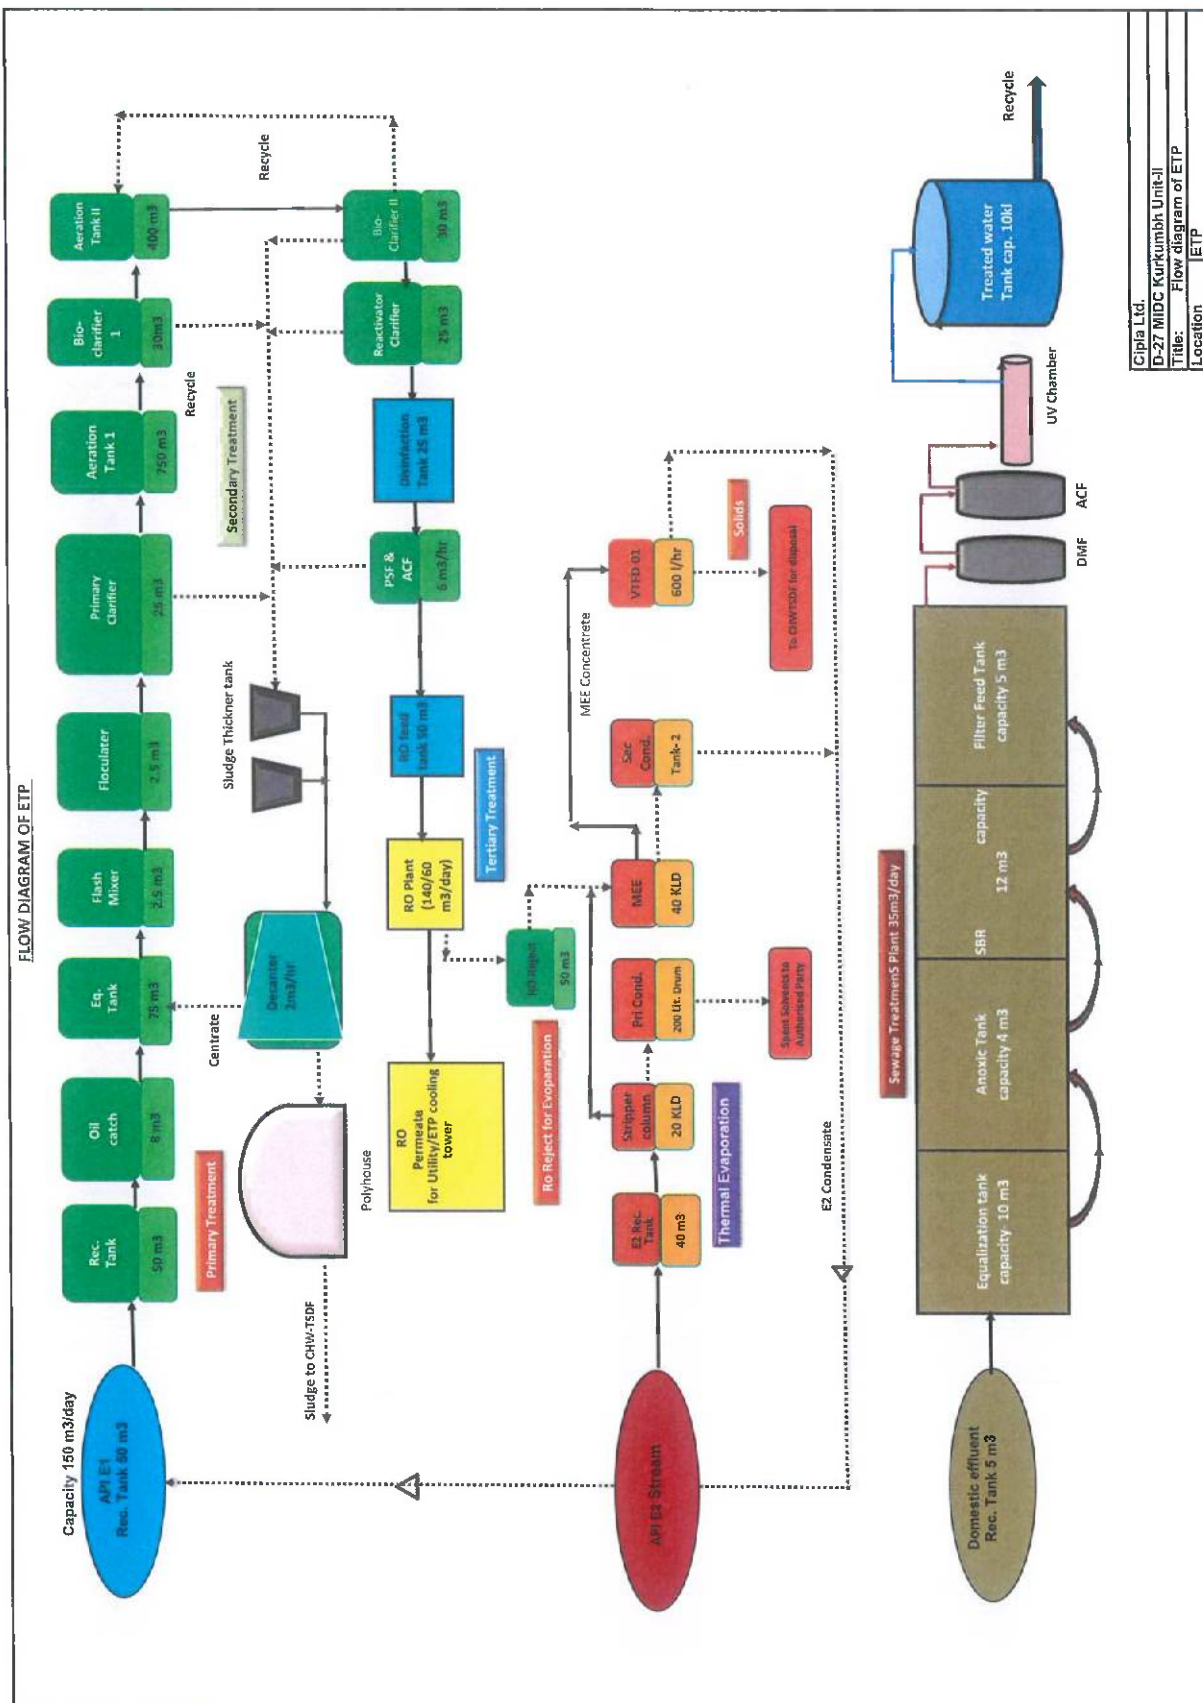 FLOW DIAGRAM OF ETP
Capacity 150 m3/day
API E1
Rec. Tank 50 m3
Rec.
Tank
50 m3
Oil
catch
8 m3
Eq.
Tank
75 m3
Flash
Mixer
2.5 m3
Floculater
2.5 m3
Primary
Clarifier
25 m3
Aeration
Tank 1
750 m3
Bio-
clarifier
1
30m3
Aeration
Tank II
400 m3
Primary Treatment
Centrate
Sludge Thickner tank
Secondary Treatment
Recycle
Recycle
Sludge to CHW-TSDF
Polyhouse
Decanter
2m3/hr
Bio-
Clarifier II
30 m3
Reactivator
Clarifier
25 m3
Disinfaction
Tank 25 m3
PSF &
ACF
6 m3/hr
RO feed
tank 50 m3
RO Plant
(140/60
m3/day)
RO
Permeate
for Utility/ETP cooling
tower
Tertiary Treatment
RO Reject
50 m3
Ro Reject for Evoparation
API E2 Stream
E2 Rec.
Tank
40 m3
Stripper
column
20 KLD
Pri Cond.
200 Lit. Drum
MEE
40 KLD
Sec
Cond.
Tank- 2
MEE Concentrete
VTFD 01
600 l/hr
Solids
Thermal Evaporation
Spent Solvents to
Authorised Party
To CHWTSDF for disposal
E2 Condensate
Sewage TreatmenS Plant 35m3/day
Domestic effluent
Rec. Tank 5 m3
Equalization tank
capacity- 10 m3
Anoxic Tank
capacity 4 m3
SBR capacity
12 m3
Filter Feed Tank
capacity 5 m3
DMF
ACF
UV Chamber
Treated water
Tank cap. 10kl
Recycle
Cipla Ltd.
D-27 MIDC Kurkumbh Unit-II
Title: Flow diagram of ETP
Location ETP